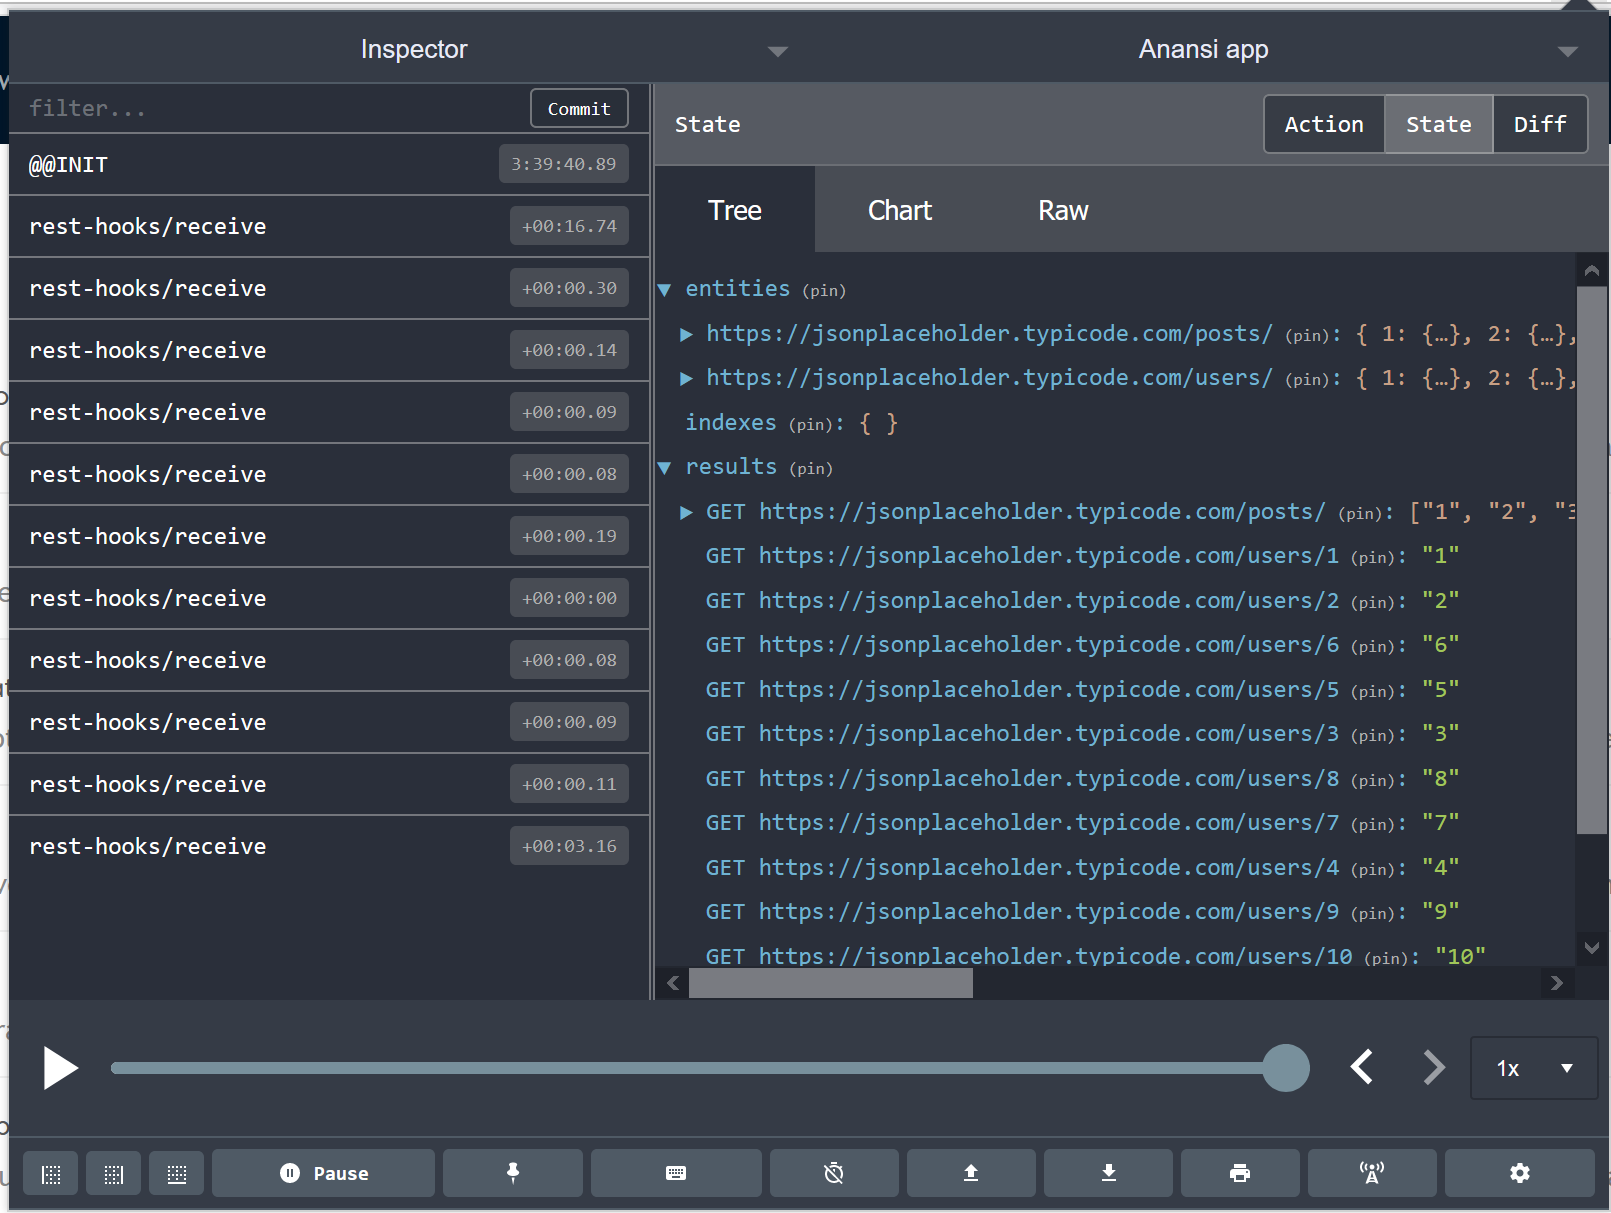 Inspector
Anansi app
filter...
Commit
@@INIT 3:39:40.89
rest-hooks/receive +00:16.74
rest-hooks/receive +00:00.30
rest-hooks/receive +00:00.14
rest-hooks/receive +00:00.09
rest-hooks/receive +00:00.08
rest-hooks/receive +00:00.19
rest-hooks/receive +00:00:00
rest-hooks/receive +00:00.08
rest-hooks/receive +00:00.09
rest-hooks/receive +00:00.11
rest-hooks/receive +00:03.16
State
Action State Diff
Tree Chart Raw
▼ entities (pin)
▶ https://jsonplaceholder.typicode.com/posts/ (pin): { 1: {…}, 2: {…},
▶ https://jsonplaceholder.typicode.com/users/ (pin): { 1: {…}, 2: {…},
indexes (pin): { }
▼ results (pin)
▶ GET https://jsonplaceholder.typicode.com/posts/ (pin): ["1", "2", "3
GET https://jsonplaceholder.typicode.com/users/1 (pin): "1"
GET https://jsonplaceholder.typicode.com/users/2 (pin): "2"
GET https://jsonplaceholder.typicode.com/users/6 (pin): "6"
GET https://jsonplaceholder.typicode.com/users/5 (pin): "5"
GET https://jsonplaceholder.typicode.com/users/3 (pin): "3"
GET https://jsonplaceholder.typicode.com/users/8 (pin): "8"
GET https://jsonplaceholder.typicode.com/users/7 (pin): "7"
GET https://jsonplaceholder.typicode.com/users/4 (pin): "4"
GET https://jsonplaceholder.typicode.com/users/9 (pin): "9"
GET https://jsonplaceholder.typicode.com/users/10 (pin): "10"
1x
Pause